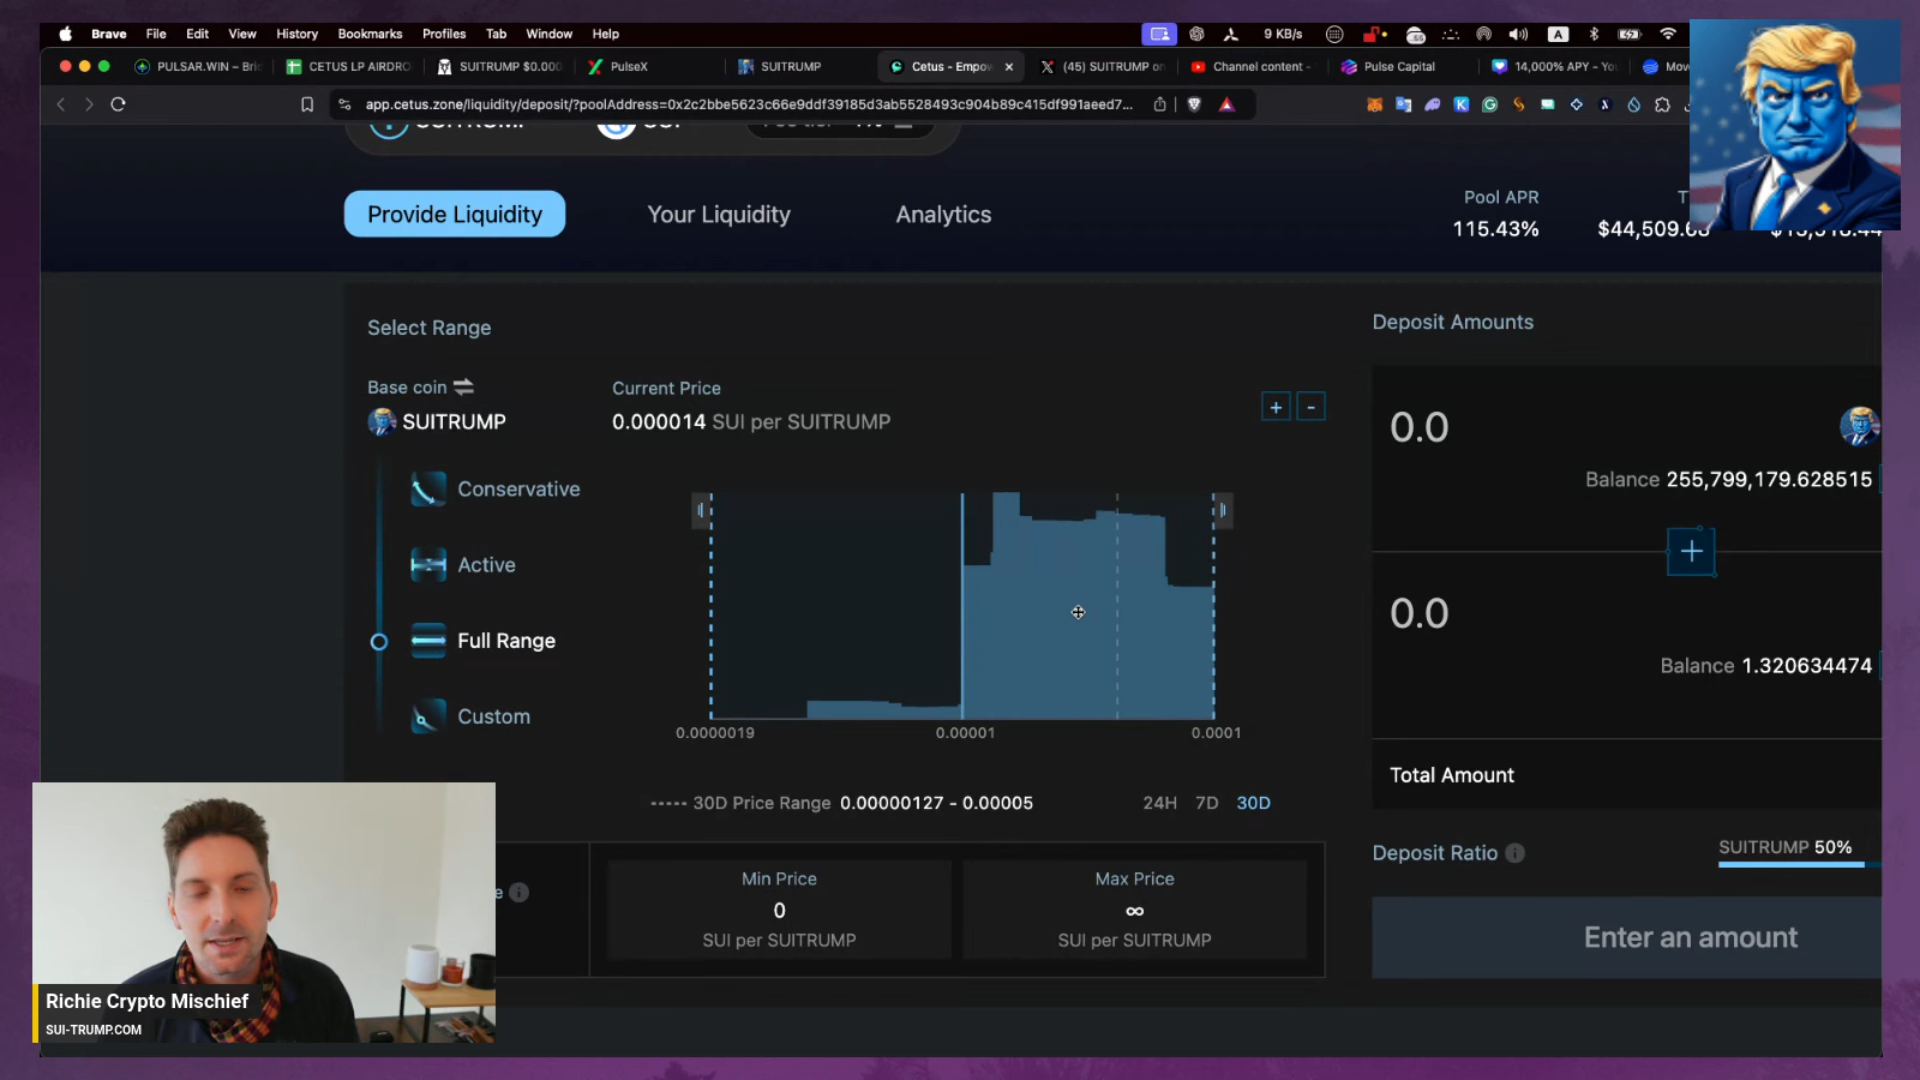 Brave File Edit View History Bookmarks Profiles Tab Window Help 9 KB/s A
PULSAR.WIN – Bri CETUS LP AIRDRO SUITRUMP $0.000 PulseX SUITRUMP Cetus - Empow × (45) SUITRUMP on Channel content - Pulse Capital 14,000% APY - Yo Mov
app.cetus.zone/liquidity/deposit/?poolAddress=0x2c2bbe5623c66e9ddf39185d3ab5528493c904b89c415df991aeed7...
Provide Liquidity Your Liquidity Analytics
Pool APR
115.43%
Select Range
Deposit Amounts
Base coin
SUITRUMP
Current Price
0.000014 SUI per SUITRUMP
+ -
0.0
Balance 255,799,179.628515
Conservative
Active
Full Range
Custom
+
0.0
Balance 1.320634474
0.0000019 0.00001 0.0001
Total Amount
30D Price Range 0.00000127 - 0.00005
24H 7D 30D
Deposit Ratio
SUITRUMP 50%
Min Price
0
SUI per SUITRUMP
Max Price
∞
SUI per SUITRUMP
Enter an amount
Richie Crypto Mischief
SUI-TRUMP.COM